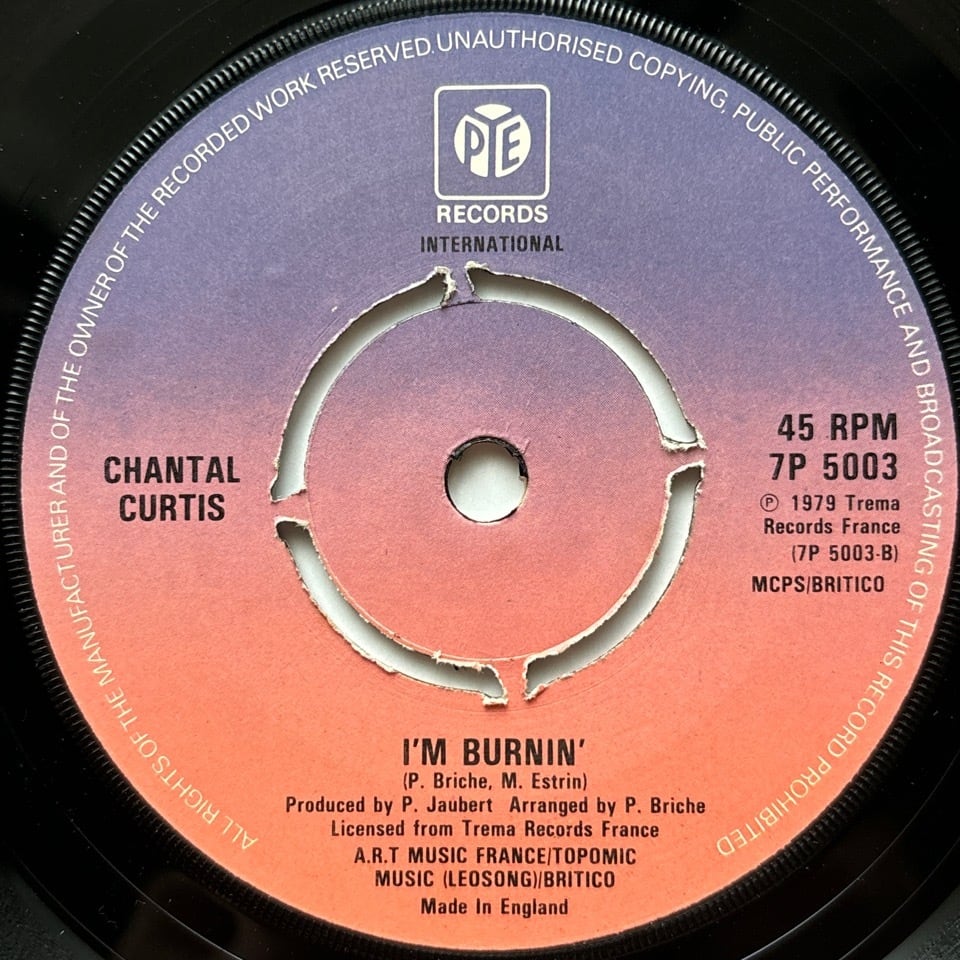 ALL RIGHTS OF THE MANUFACTURER AND OF THE OWNER OF THE RECORDED WORK RESERVED. UNAUTHORISED COPYING, PUBLIC PERFORMANCE AND BROADCASTING OF THIS RECORD PROHIBITED
PYE
RECORDS
INTERNATIONAL
CHANTAL
CURTIS
45 RPM
7P 5003
℗ 1979 Trema
Records France
(7P 5003-B)
MCPS/BRITICO
I'M BURNIN'
(P. Briche, M. Estrin)
Produced by P. Jaubert Arranged by P. Briche
Licensed from Trema Records France
A.R.T MUSIC FRANCE/TOPOMIC
MUSIC (LEOSONG)/BRITICO
Made In England